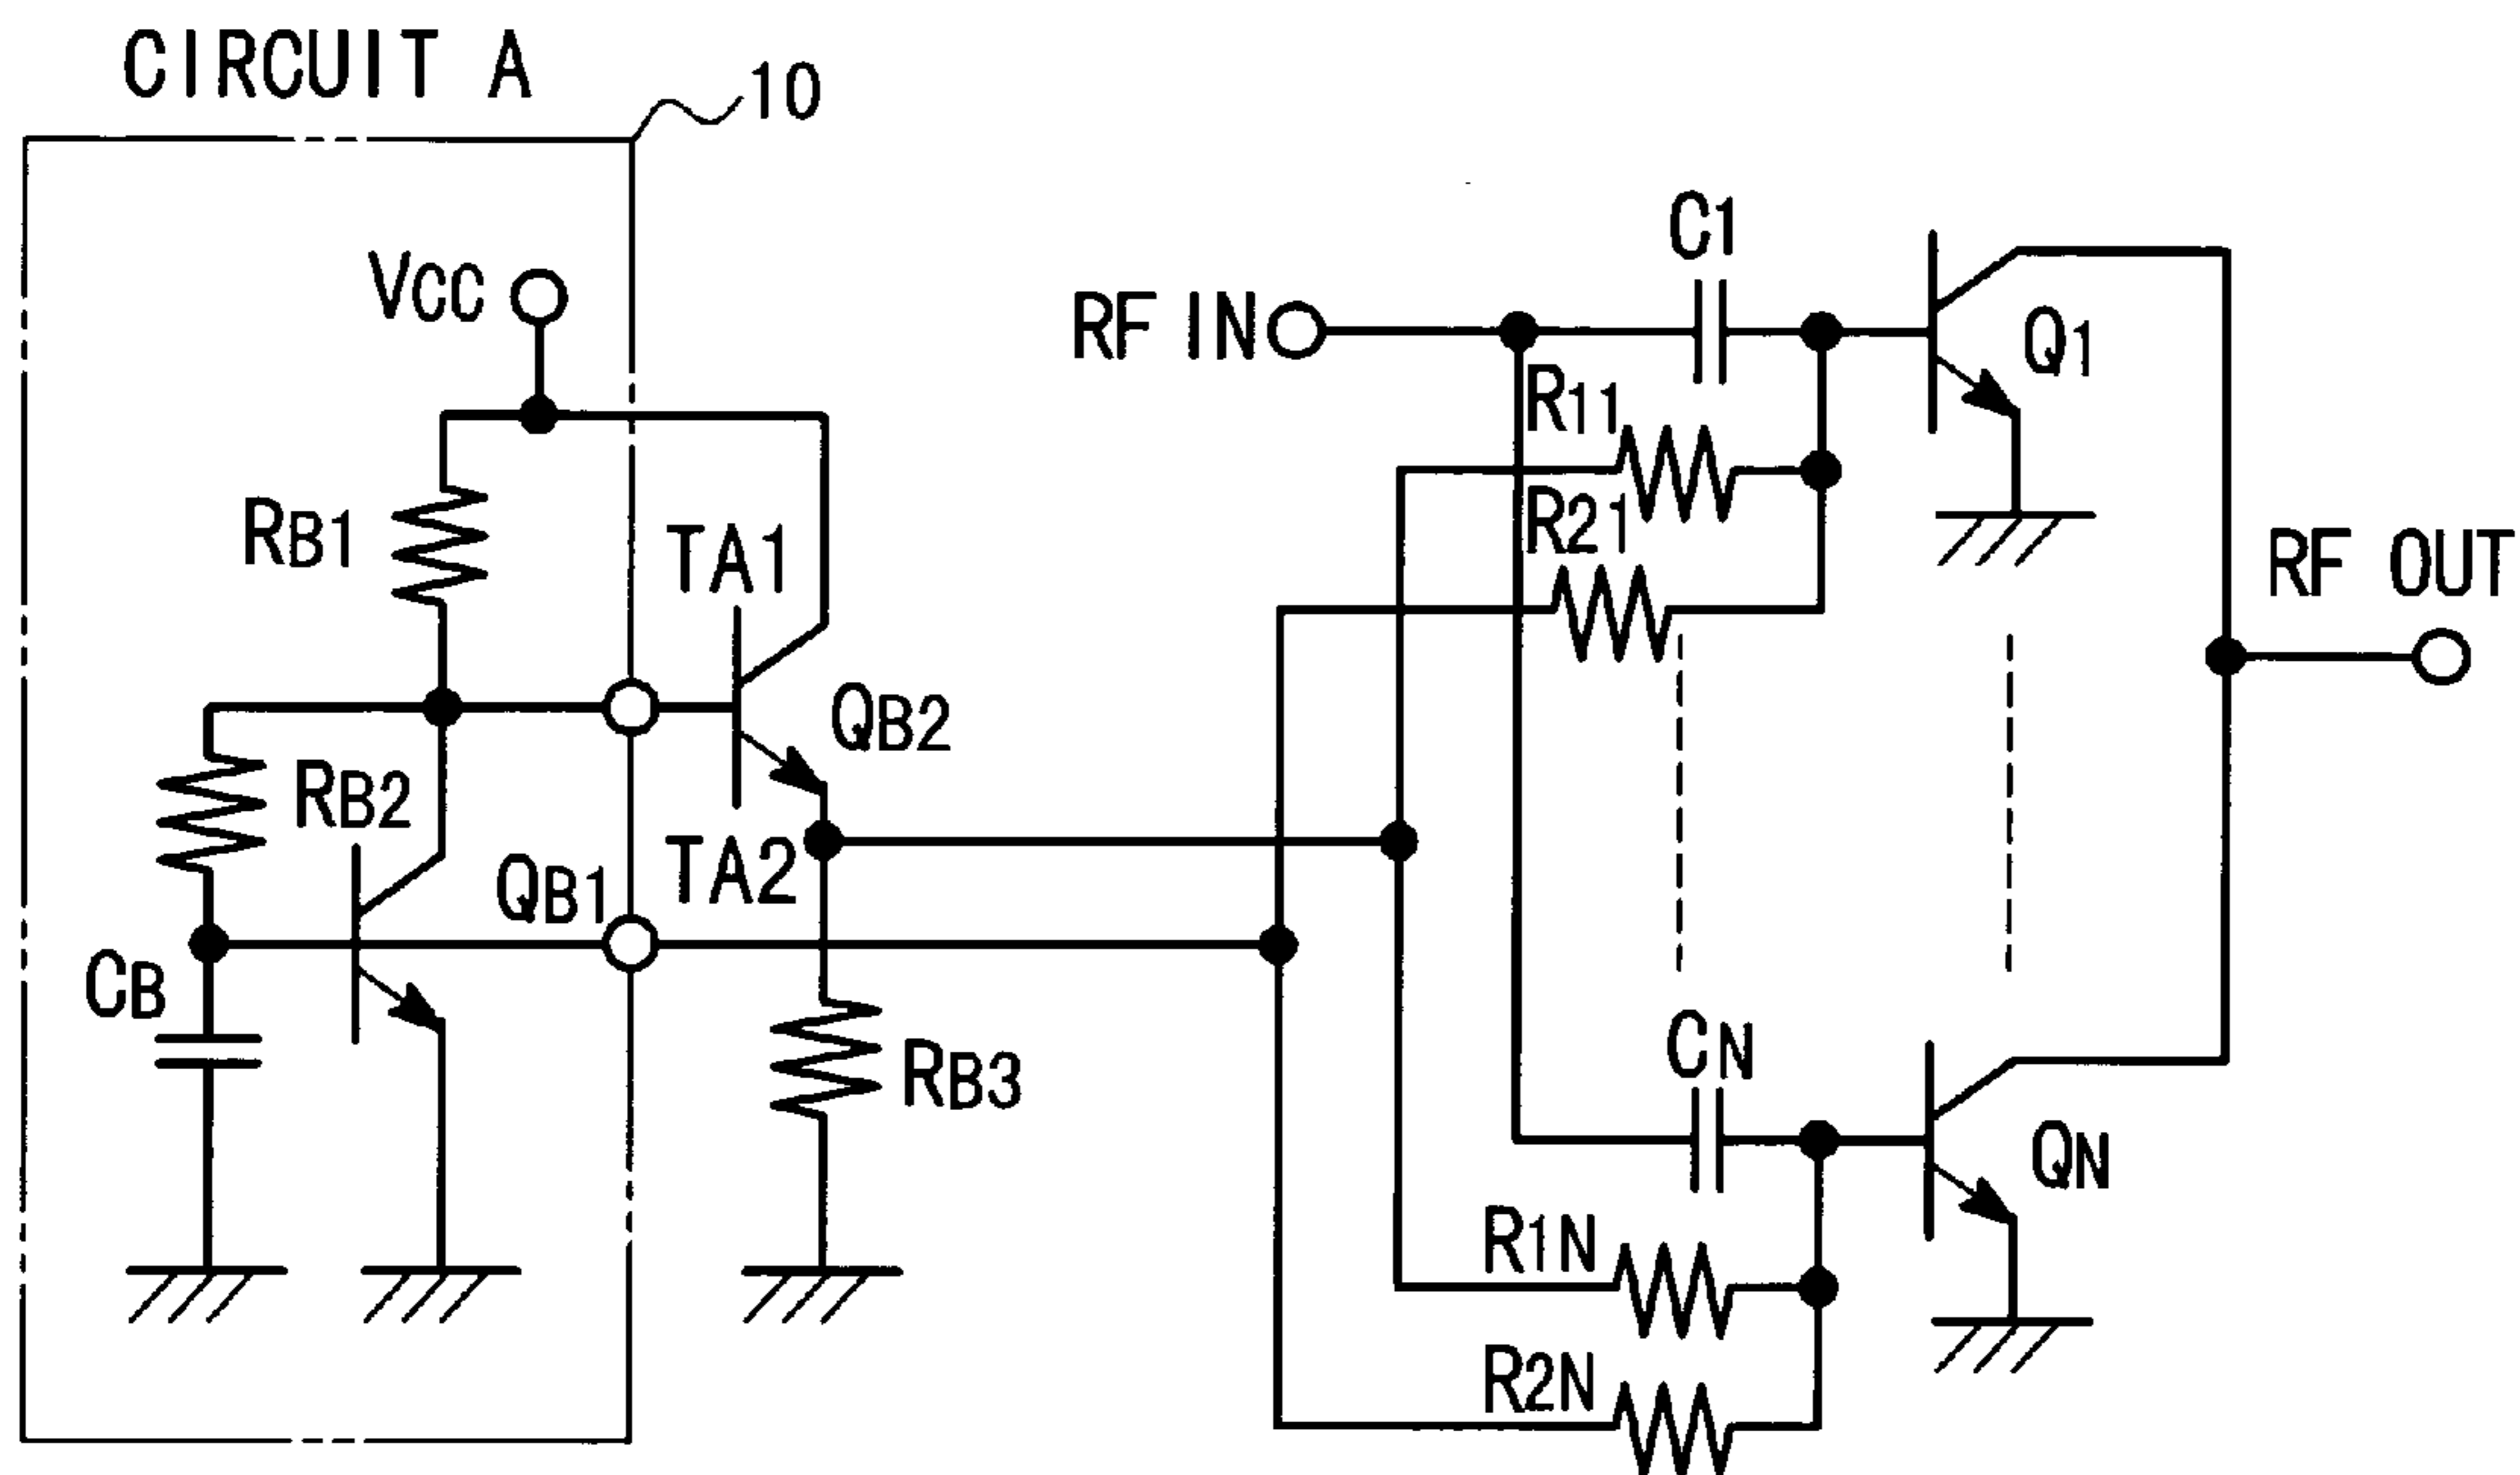 CIRCUIT A
10
VCC
RB1
TA1
QB2
RB2
QB1
TA2
CB
RB3
RF IN
C1
Q1
R11
R21
RF OUT
CN
QN
R1N
R2N